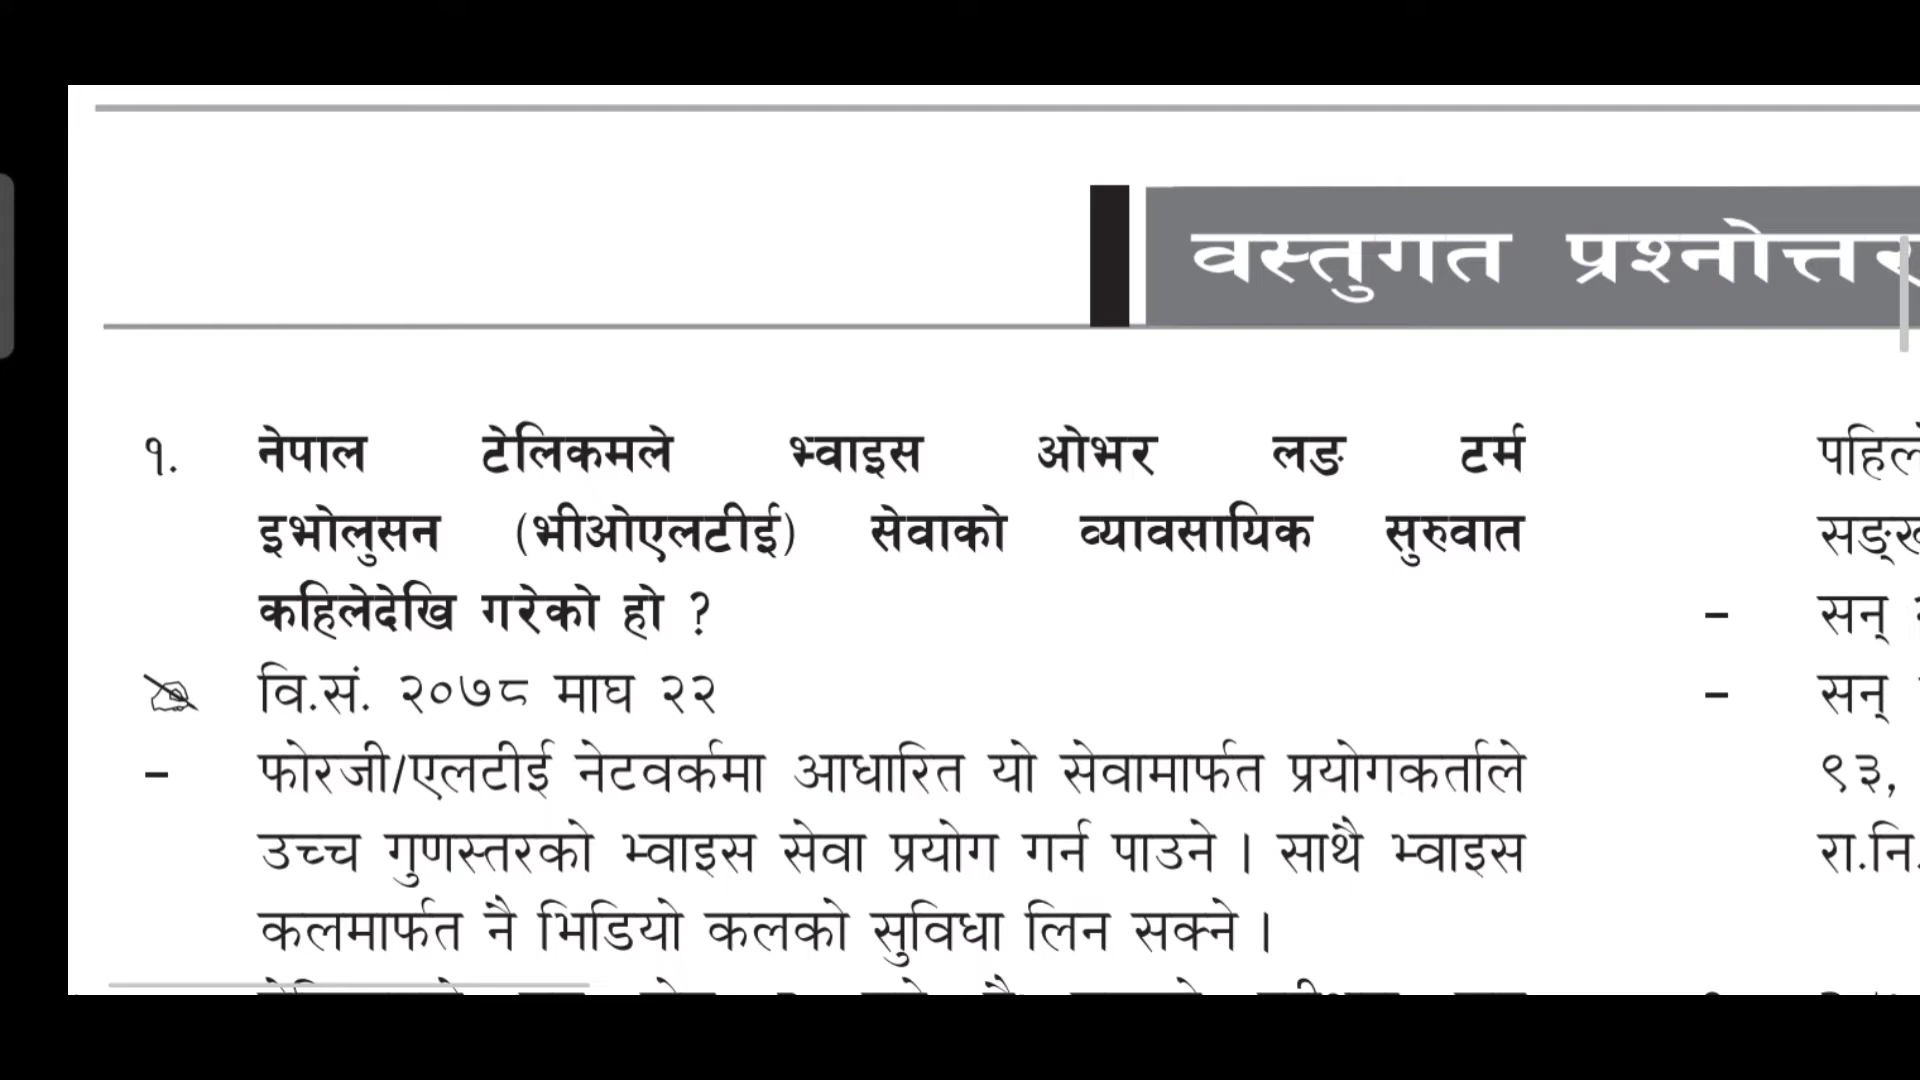 वस्तुगत प्रश्नोत्तर
१. नेपाल टेलिकमले भ्वाइस ओभर लङ टर्म
इभोलुसन (भीओएलटीई) सेवाको व्यावसायिक सुरुवात
कहिलेदेखि गरेको हो ?
वि.सं. २०७८ माघ २२
– फोरजी/एलटीई नेटवर्कमा आधारित यो सेवामार्फत प्रयोगकर्ताले
उच्च गुणस्तरको भ्वाइस सेवा प्रयोग गर्न पाउने । साथै भ्वाइस
कलमार्फत नै भिडियो कलको सुविधा लिन सक्ने ।
– सन्
– सन्
९३,
रा.नि.